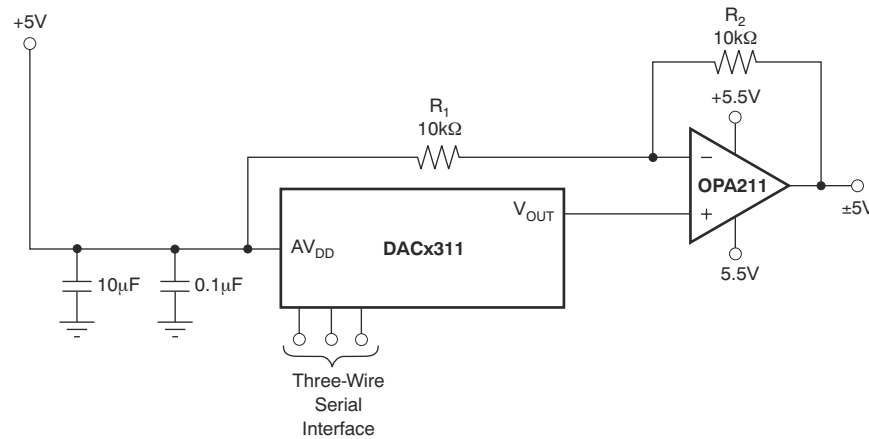 +5V
R2
10kΩ
R1
10kΩ
+5.5V
−
OPA211
+
±5V
5.5V
VOUT
AVDD
DACx311
10μF
0.1μF
Three-Wire
Serial
Interface